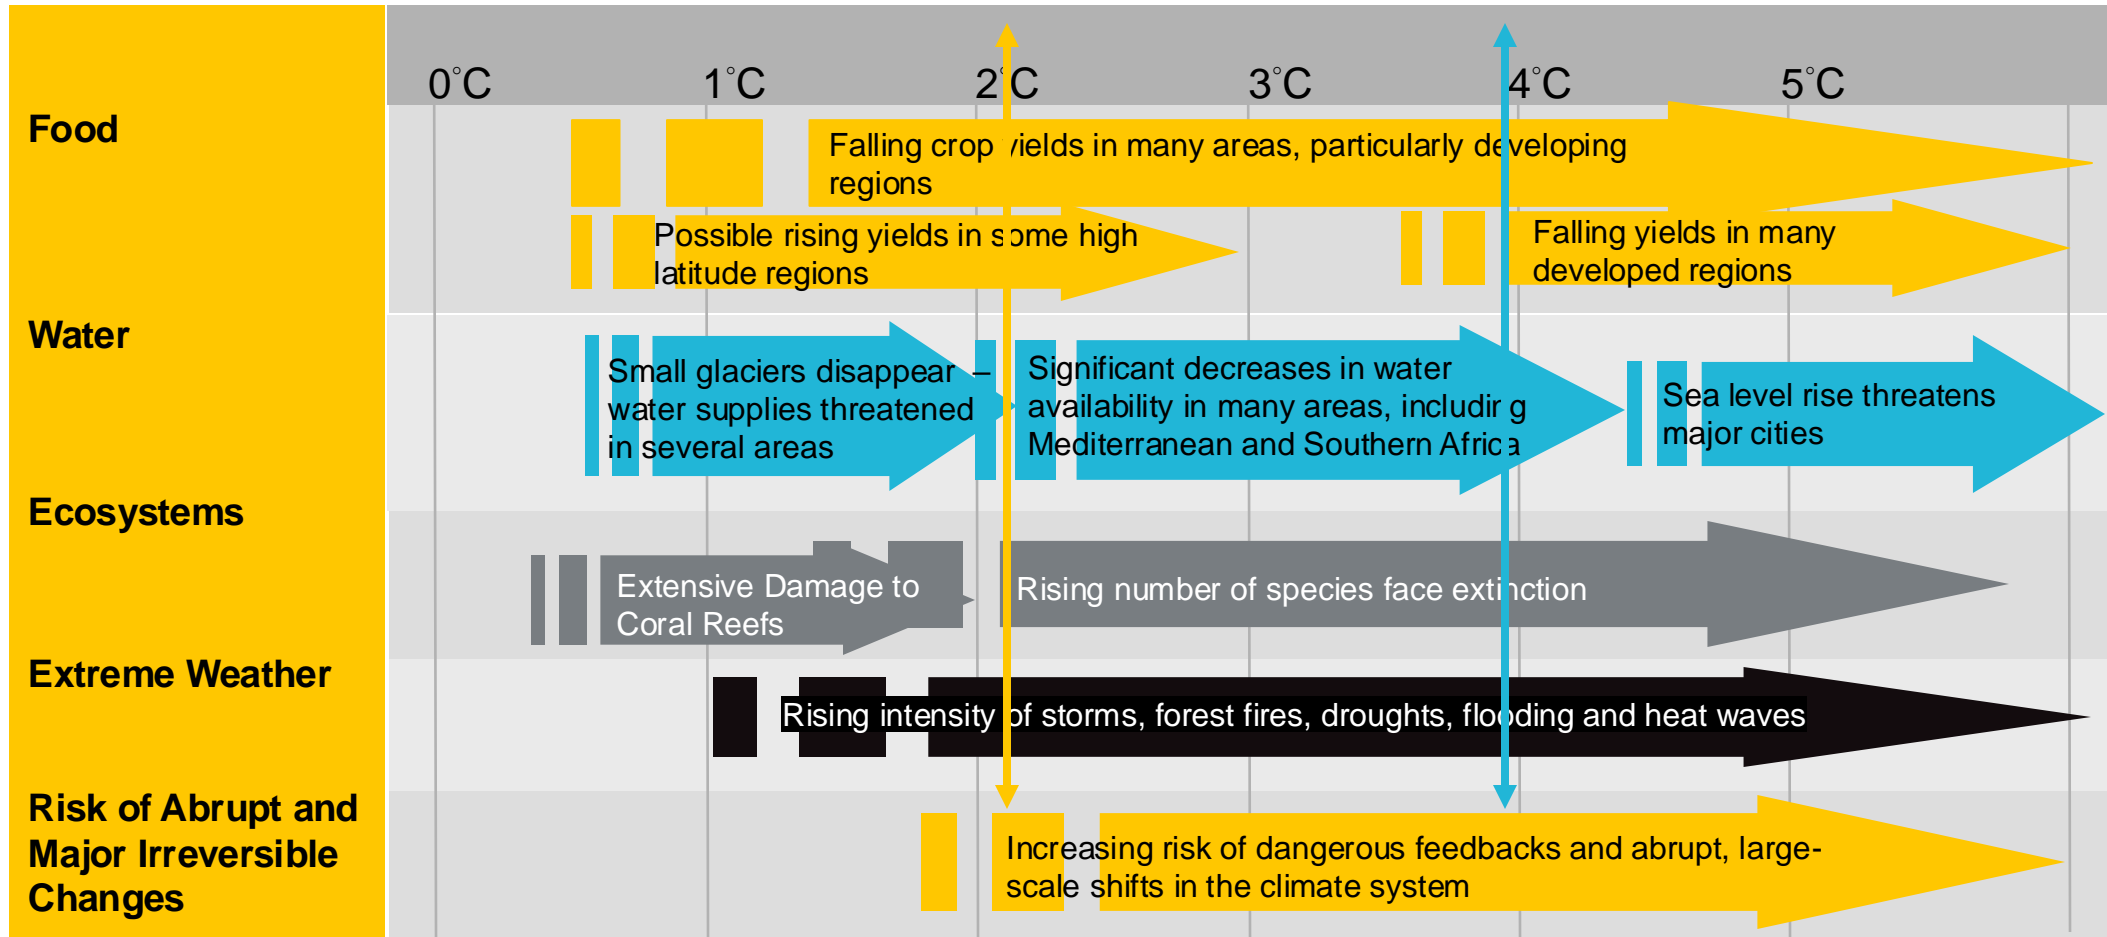 0°C 1°C 2°C 3°C 4°C 5°C
Food
Falling crop yields in many areas, particularly developing
regions
Possible rising yields in some high
latitude regions
Falling yields in many
developed regions
Water
Small glaciers disappear –
water supplies threatened
in several areas
Significant decreases in water
availability in many areas, including
Mediterranean and Southern Africa
Sea level rise threatens
major cities
Ecosystems
Extensive Damage to
Coral Reefs
Rising number of species face extinction
Extreme Weather
Rising intensity of storms, forest fires, droughts, flooding and heat waves
Risk of Abrupt and
Major Irreversible
Changes
Increasing risk of dangerous feedbacks and abrupt, large-
scale shifts in the climate system